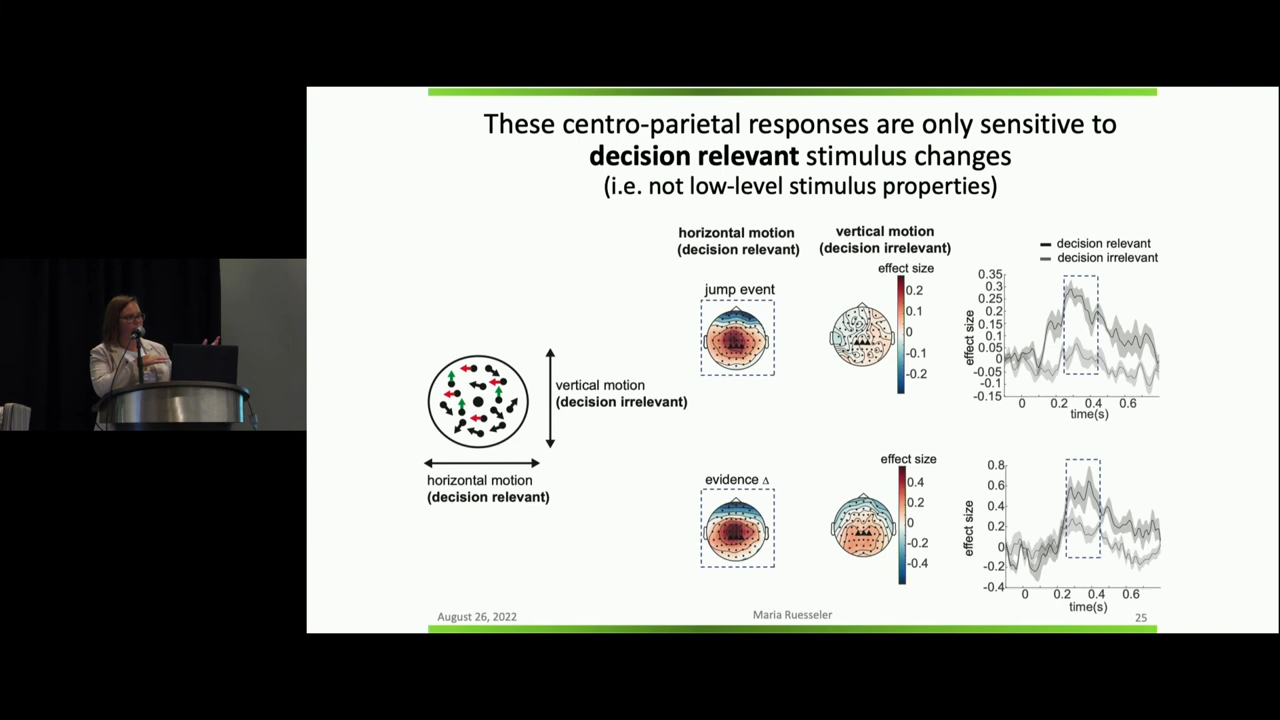 These centro-parietal responses are only sensitive to
decision relevant stimulus changes
(i.e. not low-level stimulus properties)
horizontal motion
(decision relevant)
vertical motion
(decision irrelevant)
decision relevant
decision irrelevant
jump event
effect size
0.2
0.1
0
-0.1
-0.2
effect size
0.35
0.3
0.25
0.2
0.15
0.1
0.05
0
-0.05
-0.1
-0.15
0
0.2
0.4
0.6
time(s)
vertical motion
(decision irrelevant)
horizontal motion
(decision relevant)
evidence Δ
effect size
0.4
0.2
0
-0.2
-0.4
effect size
0.8
0.6
0.4
0.2
0
-0.2
-0.4
0
0.2
0.4
0.6
time(s)
August 26, 2022
Maria Ruesseler
25